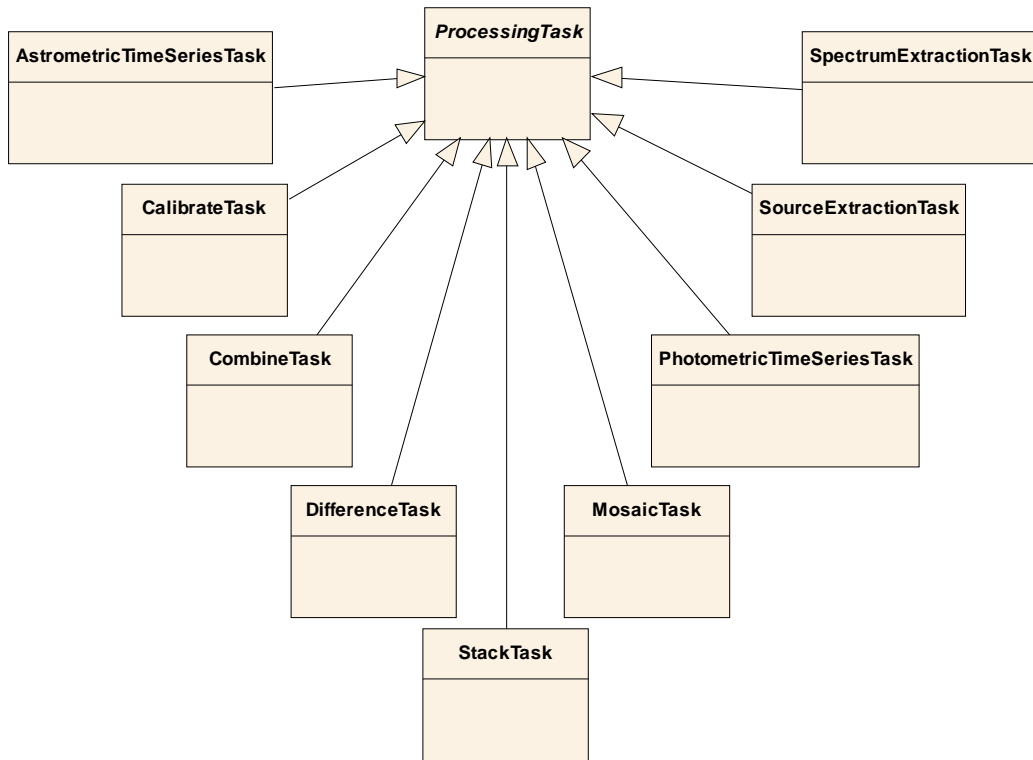 ProcessingTask
AstrometricTimeSeriesTask
SpectrumExtractionTask
CalibrateTask
SourceExtractionTask
CombineTask
PhotometricTimeSeriesTask
DifferenceTask
MosaicTask
StackTask